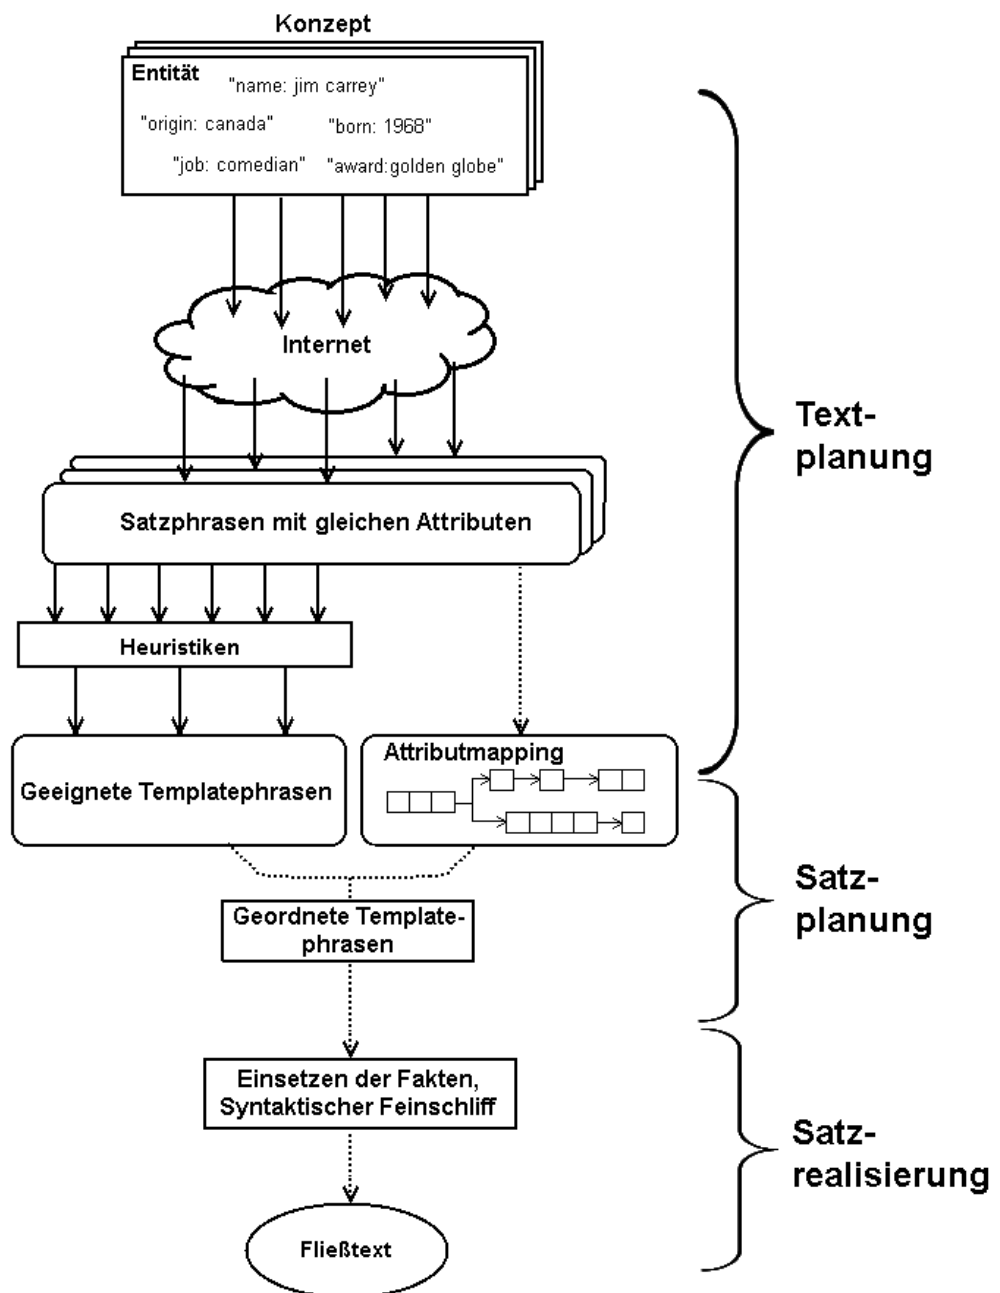 Konzept
Entität
"name: jim carrey"
"origin: canada" "born: 1968"
"job: comedian" "award:golden globe"
Internet
Text-
planung
Satzphrasen mit gleichen Attributen
Heuristiken
Geeignete Templatephrasen
Attributmapping
Satz-
planung
Geordnete Template-
phrasen
Einsetzen der Fakten,
Syntaktischer Feinschliff
Satz-
realisierung
Fließtext